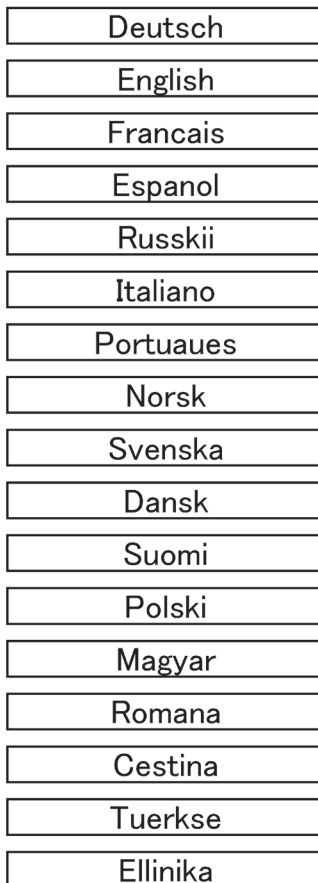 Deutsch
English
Francais
Espanol
Russkii
Italiano
Portuaues
Norsk
Svenska
Dansk
Suomi
Polski
Magyar
Romana
Cestina
Tuerkse
Ellinika